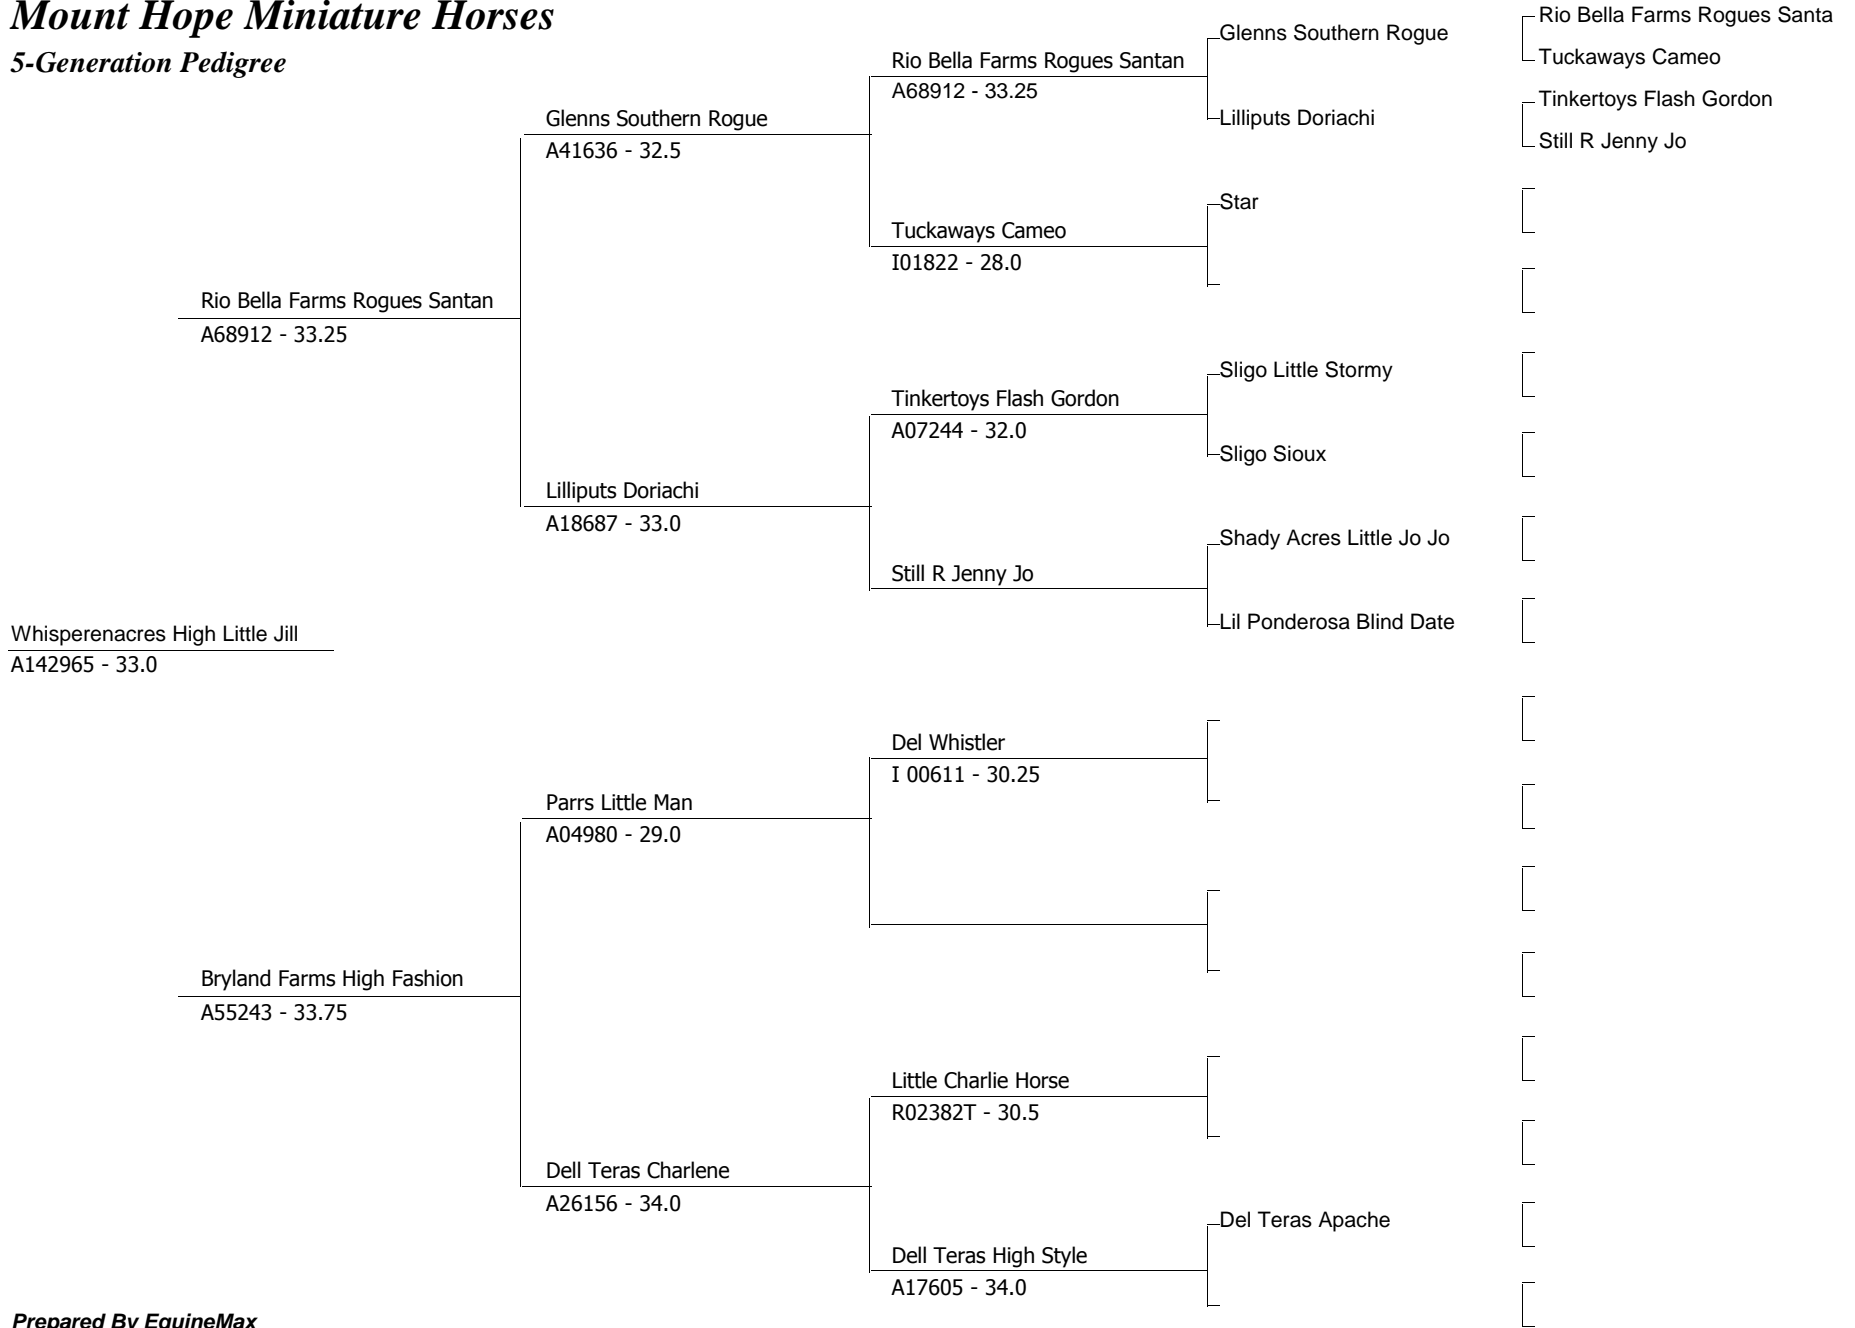 Mount Hope Miniature Horses
5-Generation Pedigree
Whisperenacres High Little Jill
A142965 - 33.0
Rio Bella Farms Rogues Santan
A68912 - 33.25
Bryland Farms High Fashion
A55243 - 33.75
Glenns Southern Rogue
A41636 - 32.5
Lilliputs Doriachi
A18687 - 33.0
Parrs Little Man
A04980 - 29.0
Dell Teras Charlene
A26156 - 34.0
Rio Bella Farms Rogues Santan
A68912 - 33.25
Tuckaways Cameo
I01822 - 28.0
Tinkertoys Flash Gordon
A07244 - 32.0
Still R Jenny Jo
Del Whistler
I 00611 - 30.25
Little Charlie Horse
R02382T - 30.5
Dell Teras High Style
A17605 - 34.0
Glenns Southern Rogue
Lilliputs Doriachi
Star
Sligo Little Stormy
Sligo Sioux
Shady Acres Little Jo Jo
Lil Ponderosa Blind Date
Del Teras Apache
Rio Bella Farms Rogues Santa
Tuckaways Cameo
Tinkertoys Flash Gordon
Still R Jenny Jo
Prepared By EquineMax